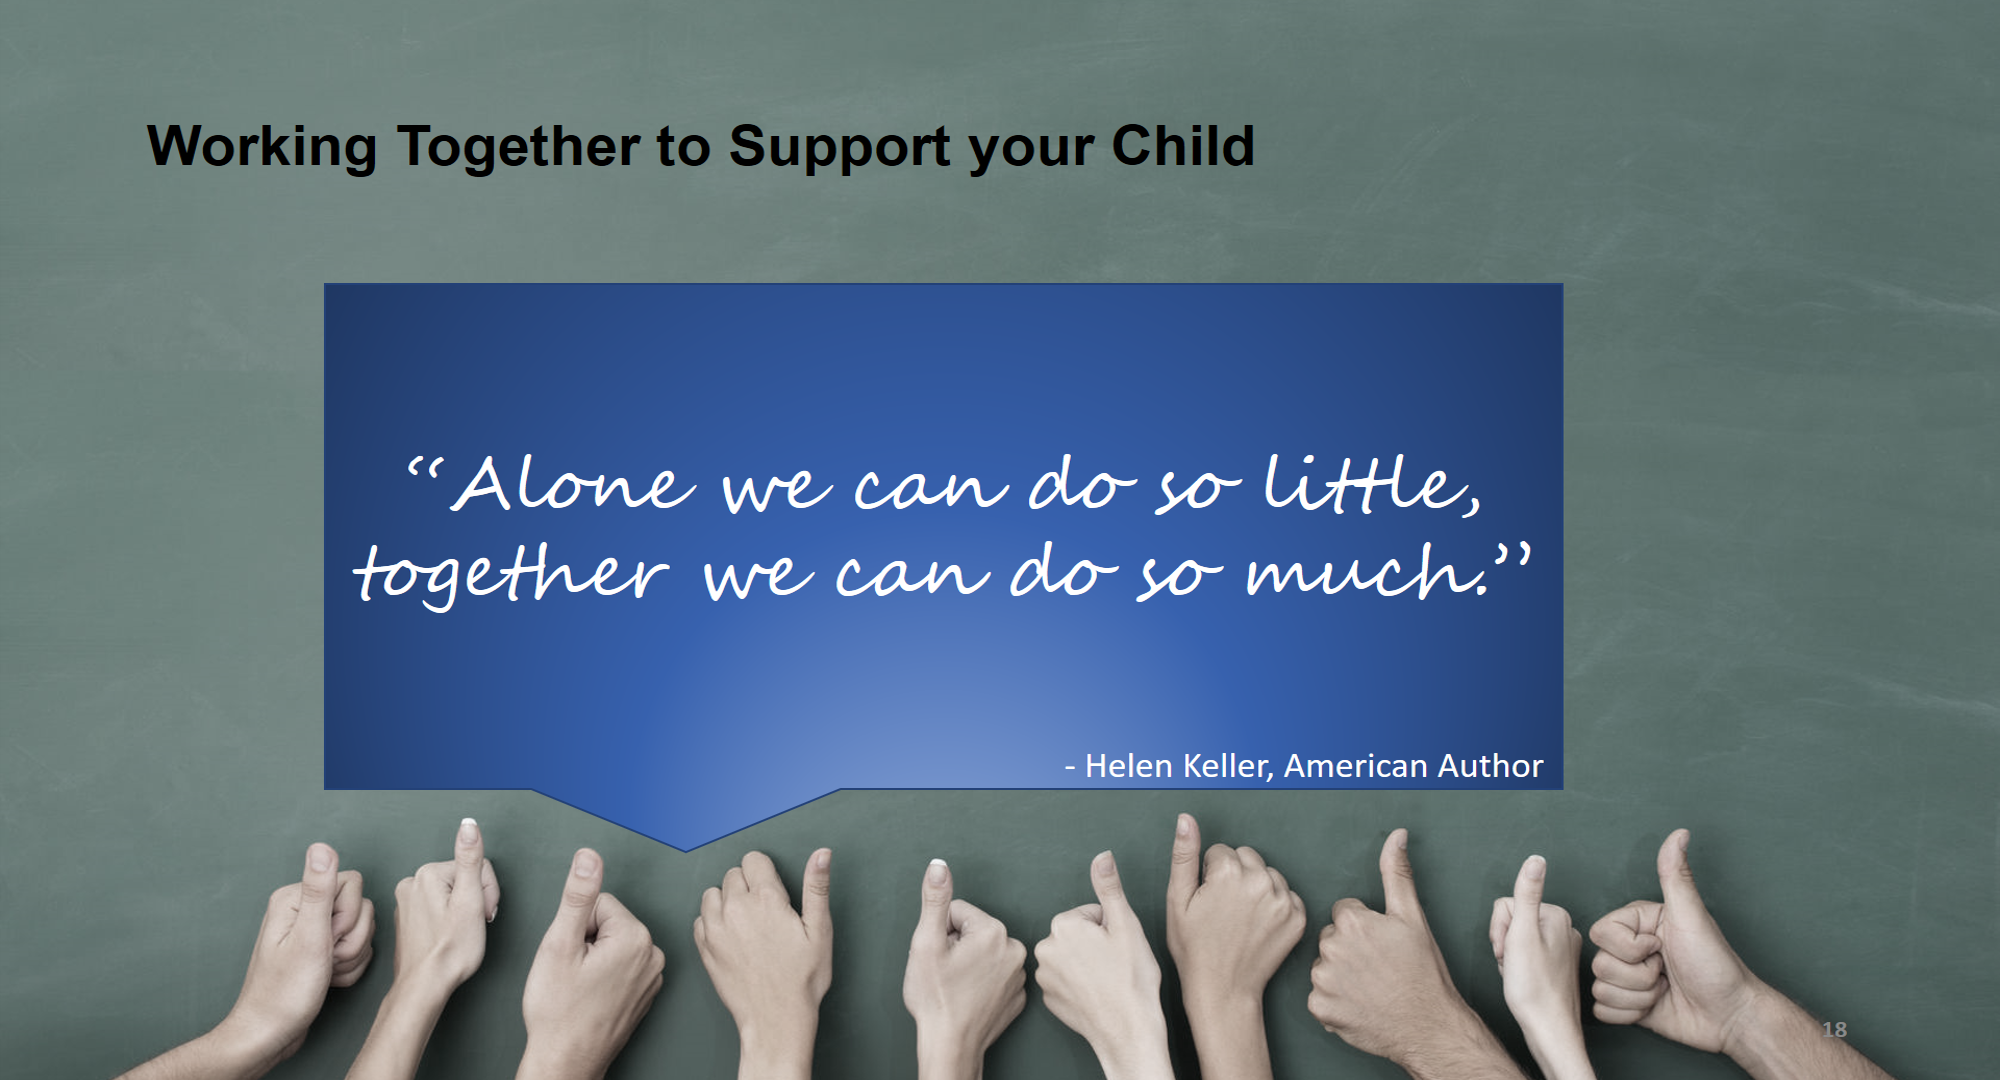 Working Together to Support your Child
“Alone we can do so little,
together we can do so much.”
- Helen Keller, American Author
18